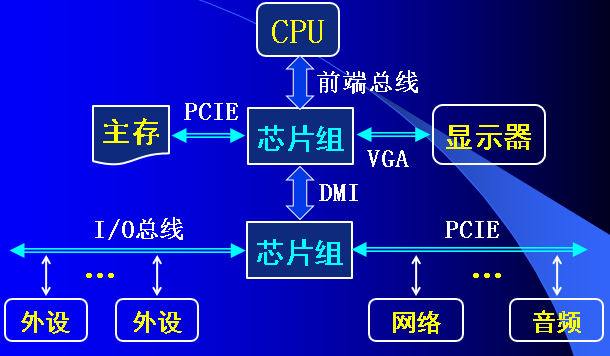 CPU
前端总线
主存
PCIE
芯片组
VGA
显示器
DMI
I/O总线
芯片组
PCIE
...
...
外设
外设
网络
音频